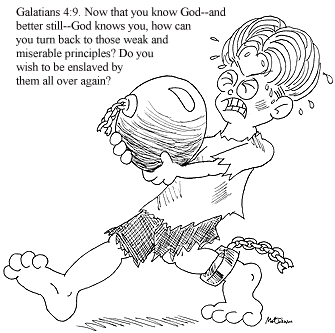 Galatians 4:9. Now that you know God--and
better still--God knows you, how can
you turn back to those weak and
miserable principles? Do you
wish to be enslaved by
them all over again?